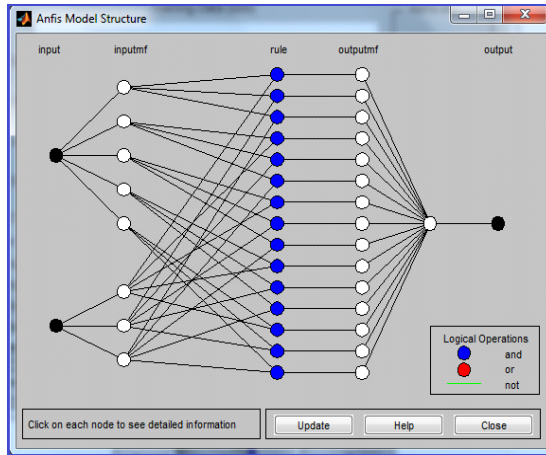 Anfis Model Structure
input inputmf rule outputmf output
Logical Operations
and
or
not
Click on each node to see detailed information
Update Help Close